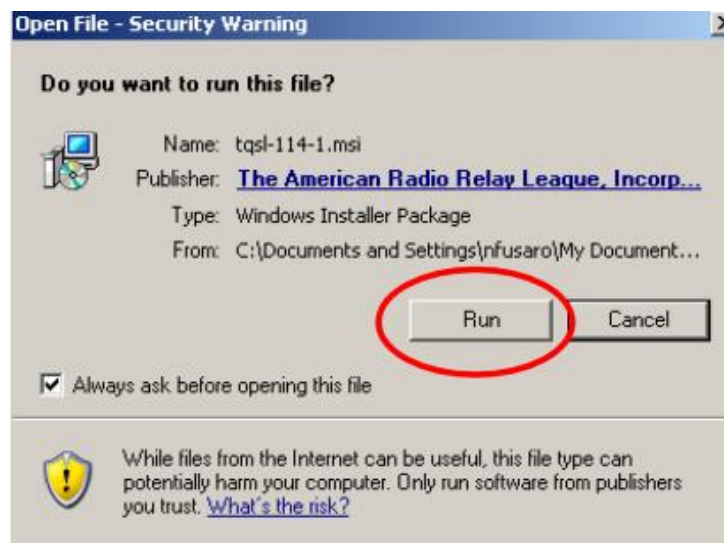 Open File - Security Warning
Do you want to run this file?
Name: tqsl-114-1.msi
Publisher: The American Radio Relay League, Incorp...
Type: Windows Installer Package
From: C:\Documents and Settings\nfusaro\My Document...
Run Cancel
Always ask before opening this file
While files from the Internet can be useful, this file type can
potentially harm your computer. Only run software from publishers
you trust. What's the risk?